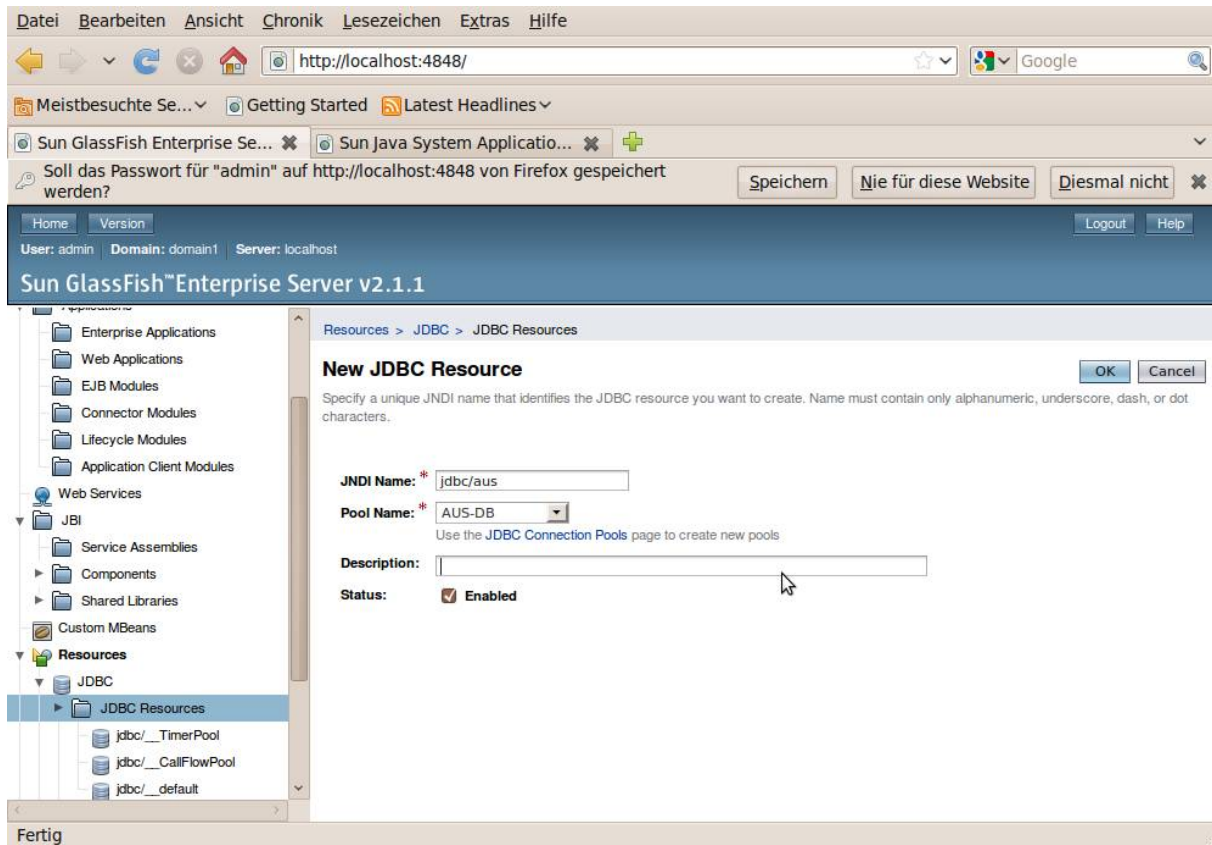 Datei Bearbeiten Ansicht Chronik Lesezeichen Extras Hilfe
http://localhost:4848/
Google
Meistbesuchte Se...
Getting Started
Latest Headlines
Sun GlassFish Enterprise Se...
Sun Java System Applicatio...
Soll das Passwort für "admin" auf http://localhost:4848 von Firefox gespeichert
werden?
Speichern
Nie für diese Website
Diesmal nicht
Home Version
Logout Help
User: admin Domain: domain1 Server: localhost
Sun GlassFish™ Enterprise Server v2.1.1
Applications
Enterprise Applications
Web Applications
EJB Modules
Connector Modules
Lifecycle Modules
Application Client Modules
Web Services
JBI
Service Assemblies
Components
Shared Libraries
Custom MBeans
Resources
JDBC
JDBC Resources
jdbc/__TimerPool
jdbc/__CallFlowPool
jdbc/__default
Resources > JDBC > JDBC Resources
New JDBC Resource
OK Cancel
Specify a unique JNDI name that identifies the JDBC resource you want to create. Name must contain only alphanumeric, underscore, dash, or dot
characters.
JNDI Name: * jdbc/aus
Pool Name: * AUS-DB
Use the JDBC Connection Pools page to create new pools
Description:
Status: Enabled
Fertig